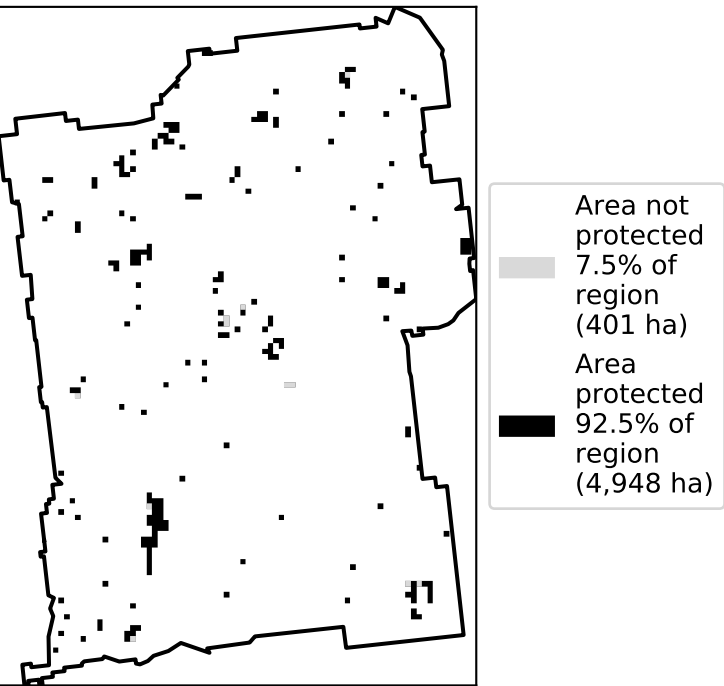 Area not
protected
7.5% of
region
(401 ha)
Area
protected
92.5% of
region
(4,948 ha)